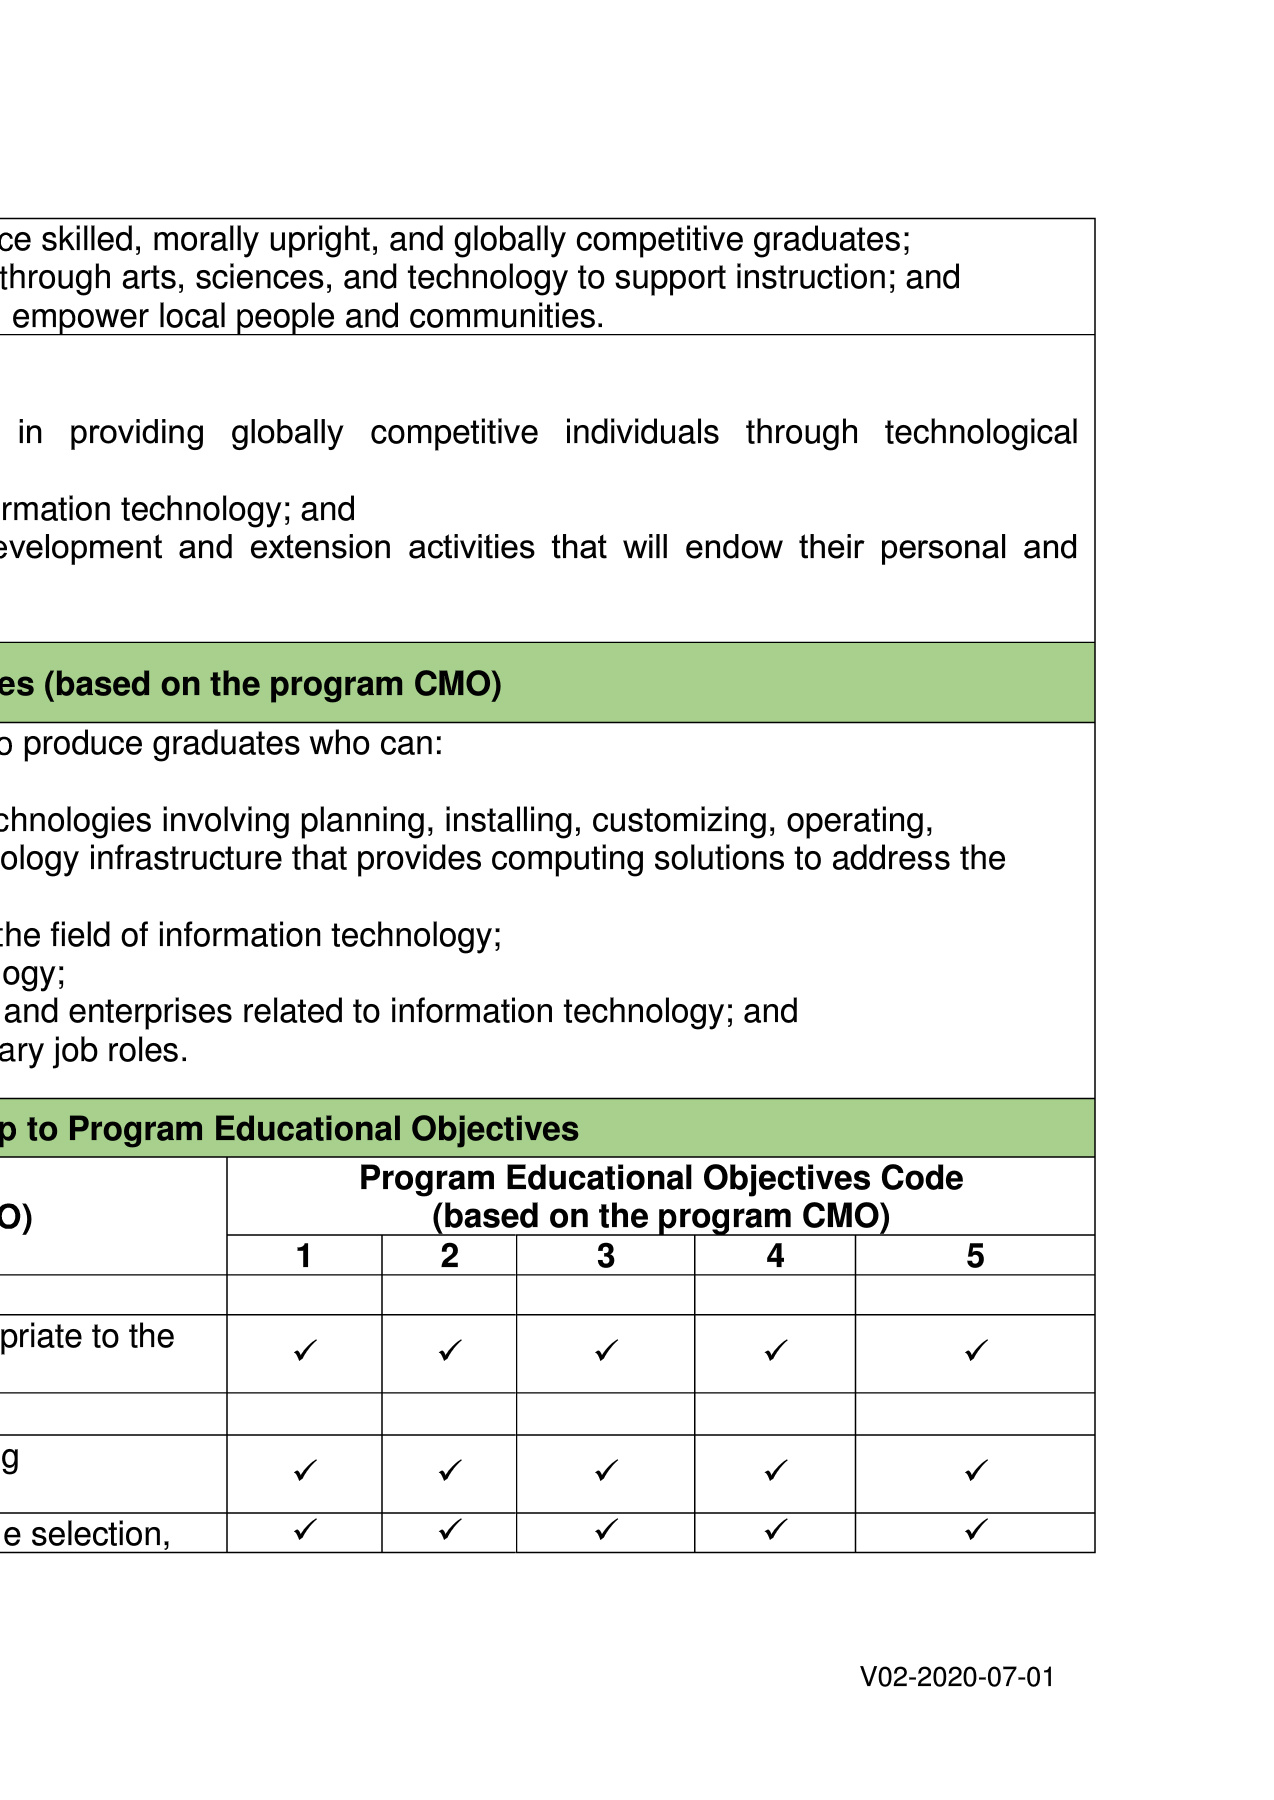 ce skilled, morally upright, and globally competitive graduates;
through arts, sciences, and technology to support instruction; and
empower local people and communities.
in providing globally competitive individuals through technological
rmation technology; and
evelopment and extension activities that will endow their personal and
es (based on the program CMO)
o produce graduates who can:
chnologies involving planning, installing, customizing, operating,
ology infrastructure that provides computing solutions to address the
the field of information technology;
ogy;
and enterprises related to information technology; and
ary job roles.
p to Program Educational Objectives
Program Educational Objectives Code
(based on the program CMO)
O)
1 2 3 4 5
priate to the
✓ ✓ ✓ ✓ ✓
g
✓ ✓ ✓ ✓ ✓
e selection, ✓ ✓ ✓ ✓ ✓
V02-2020-07-01